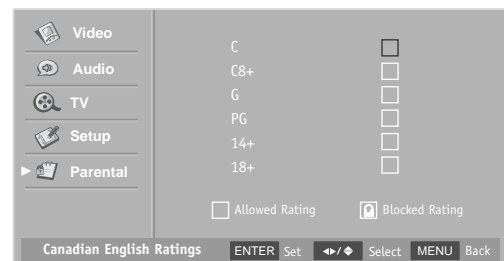 Video
Audio
TV
Setup
Parental
C
C8+
G
PG
14+
18+
Allowed Rating
Blocked Rating
Canadian English Ratings ENTER Set ◄►/◆ Select MENU Back